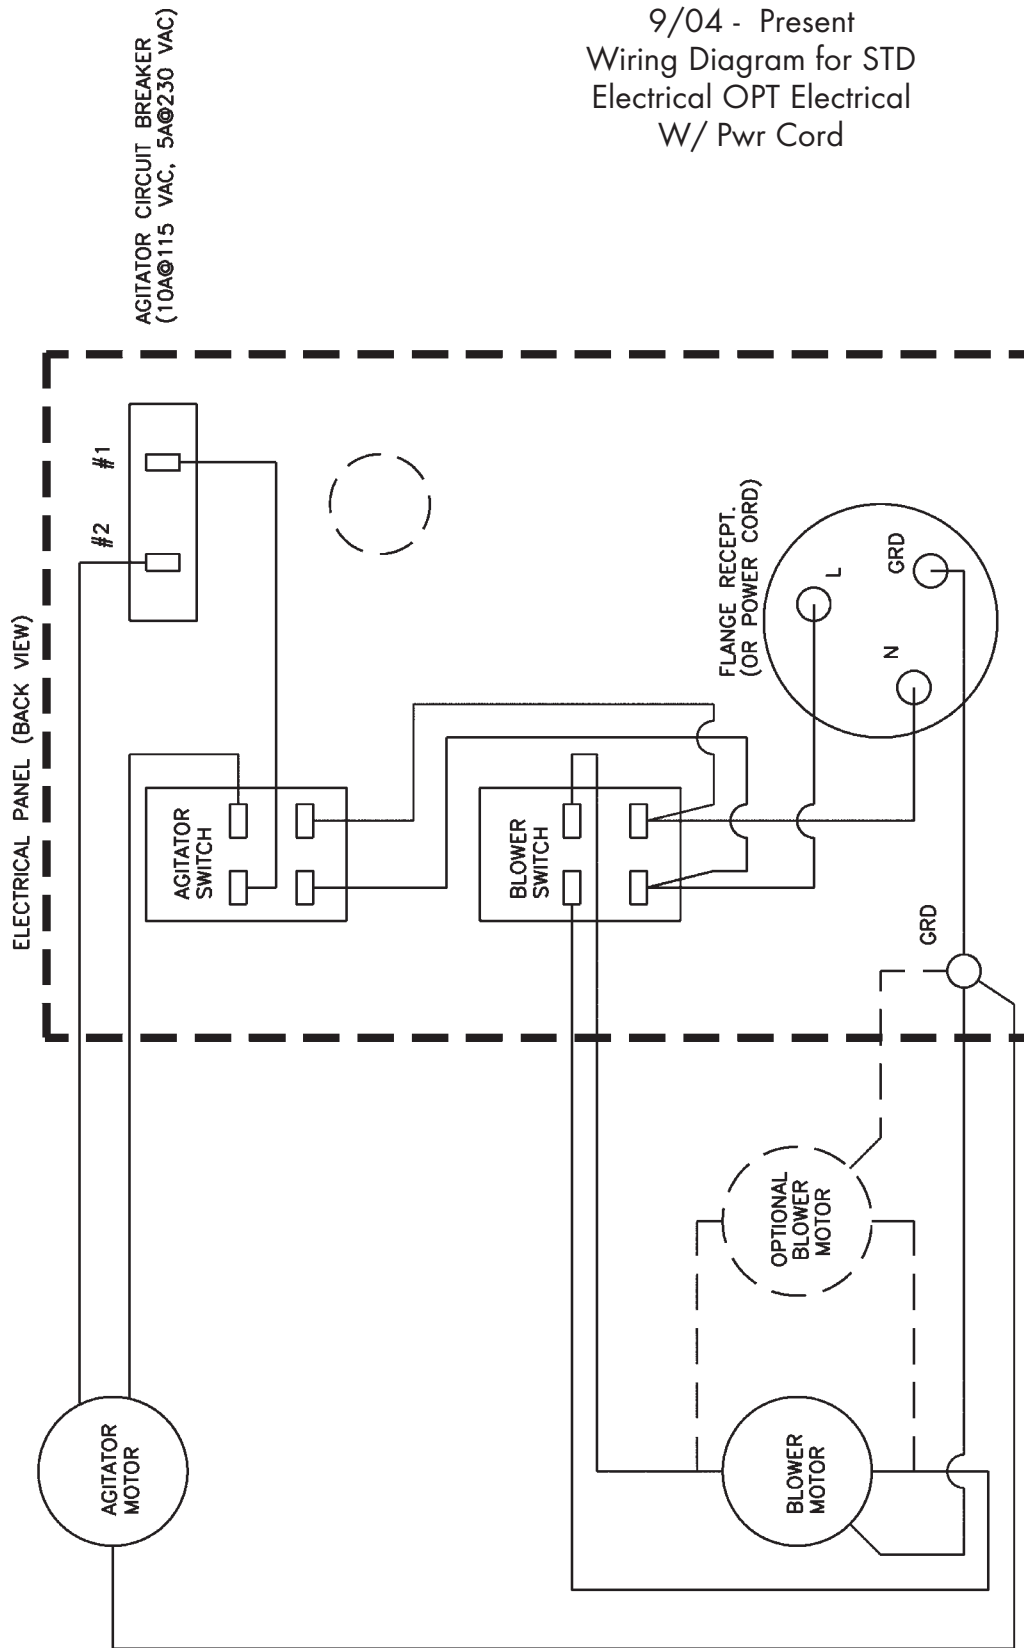 9/04 - Present
Wiring Diagram for STD
Electrical OPT Electrical
W/ Pwr Cord
AGITATOR CIRCUIT BREAKER
(10A@115 VAC, 5A@230 VAC)
ELECTRICAL PANEL (BACK VIEW)
#1
#2
AGITATOR
SWITCH
BLOWER
SWITCH
FLANGE RECEPT.
(OR POWER CORD)
L
GRD
N
GRD
AGITATOR
MOTOR
OPTIONAL
BLOWER
MOTOR
BLOWER
MOTOR